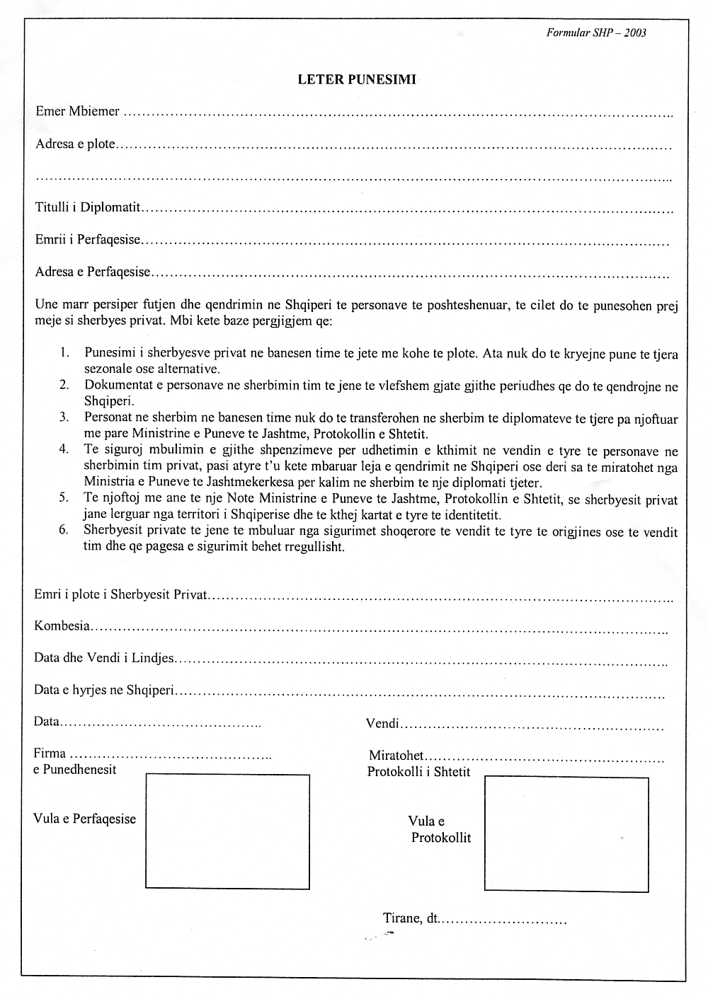 Formular SHP – 2003
LETER PUNESIMI
Emer Mbiemer ……………………………………………………………………………………………..
Adresa e plote……………………………………………………………………………………………
……………………………………………………………………………………………………………...
Titulli i Diplomatit…………………………………………………………………………………………
Emrii i Perfaqesise…………………………………………………………………………………………
Adresa e Perfaqesise………………………………………………………………………………………
Une marr persiper futjen dhe qendrimin ne Shqiperi te personave te poshteshenuar, te cilet do te punesohen prej
meje si sherbyes privat. Mbi kete baze pergjigjem qe:
1. Punesimi i sherbyesve privat ne banesen time te jete me kohe te plote. Ata nuk do te kryejne pune te tjera
sezonale ose alternative.
2. Dokumentat e personave ne sherbimin tim te jene te vlefshem gjate gjithe periudhes qe do te qendrojne ne
Shqiperi.
3. Personat ne sherbim ne banesen time nuk do te transferohen ne sherbim te diplomateve te tjere pa njoftuar
me pare Ministrine e Puneve te Jashtme, Protokollin e Shtetit.
4. Te siguroj mbulimin e gjithe shpenzimeve per udhetimin e kthimit ne vendin e tyre te personave ne
sherbimin tim privat, pasi atyre t’u kete mbaruar leja e qendrimit ne Shqiperi ose deri sa te miratohet nga
Ministria e Puneve te Jashtmekerkesa per kalim ne sherbim te nje diplomati tjeter.
5. Te njoftoj me ane te nje Note Ministrine e Puneve te Jashtme, Protokollin e Shtetit, se sherbyesit privat
jane lerguar nga territori i Shqiperise dhe te kthej kartat e tyre te identitetit.
6. Sherbyesit private te jene te mbuluar nga sigurimet shoqerore te vendit te tyre te origjines ose te vendit
tim dhe qe pagesa e sigurimit behet rregullisht.
Emri i plote i Sherbyesit Privat………………………………………………………………………..
Kombesia……………………………………………………………………………………………………
Data dhe Vendi i Lindjes…………………………………………………………………………………
Data e hyrjes ne Shqiperi…………………………………………………………………………………
Data…………………………………….. Vendi…………………………………………………
Firma …………………………………….. Miratohet……………………………………………
e Punedhenesit Protokolli i Shtetit
Vula e Perfaqesise Vula e
Protokollit
Tirane, dt……………………….